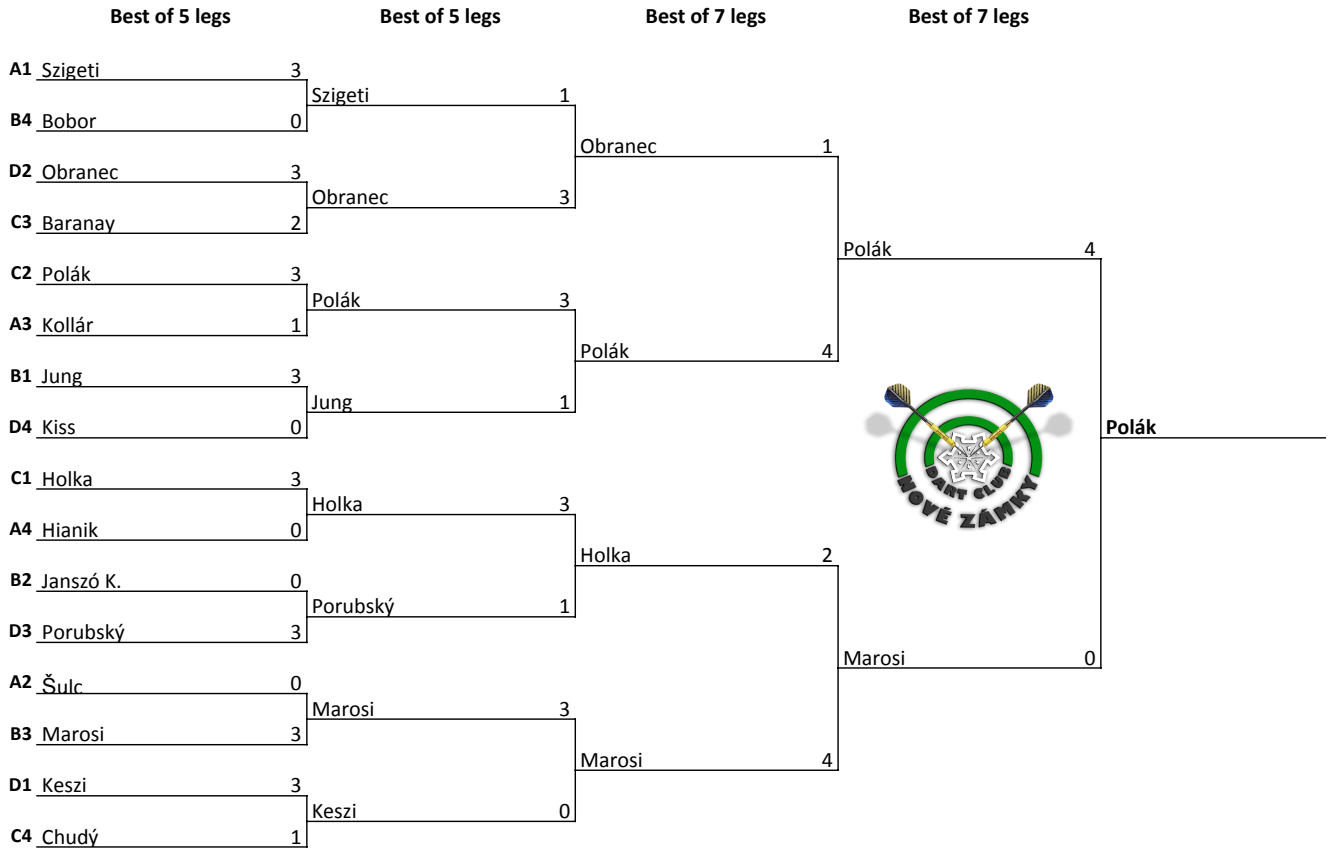 Best of 5 legs Best of 5 legs Best of 7 legs Best of 7 legs
A1 Szigeti 3
Szigeti 1
B4 Bobor 0
Obranec 1
D2 Obranec 3
Obranec 3
C3 Baranay 2
Polák 4
C2 Polák 3
Polák 3
A3 Kollár 1
Polák 4
B1 Jung 3
Jung 1
D4 Kiss 0
Polák
C1 Holka 3
Holka 3
A4 Hianik 0
Holka 2
B2 Janszó K. 0
Porubský 1
D3 Porubský 3
Marosi 0
A2 Šulc 0
Marosi 3
B3 Marosi 3
Marosi 4
D1 Keszi 3
Keszi 0
C4 Chudý 1
DART CLUB
NOVÉ ZÁMKY